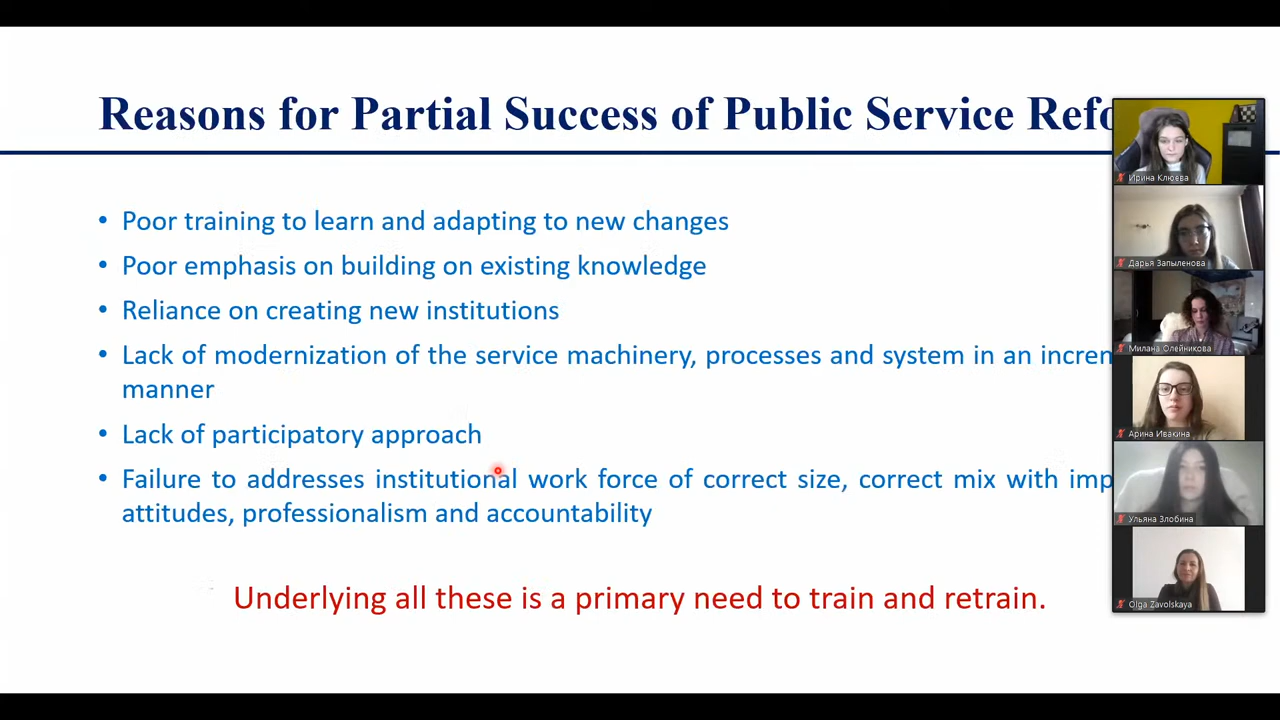 Reasons for Partial Success of Public Service Refo
• Poor training to learn and adapting to new changes
• Poor emphasis on building on existing knowledge
• Reliance on creating new institutions
• Lack of modernization of the service machinery, processes and system in an increm
manner
• Lack of participatory approach
• Failure to addresses institutional work force of correct size, correct mix with imp
attitudes, professionalism and accountability
Underlying all these is a primary need to train and retrain.
Ирина Клюева
Дарья Запыленова
Милана Олейникова
Арина Ивакина
Ульяна Злобина
Olga Zavolskaya